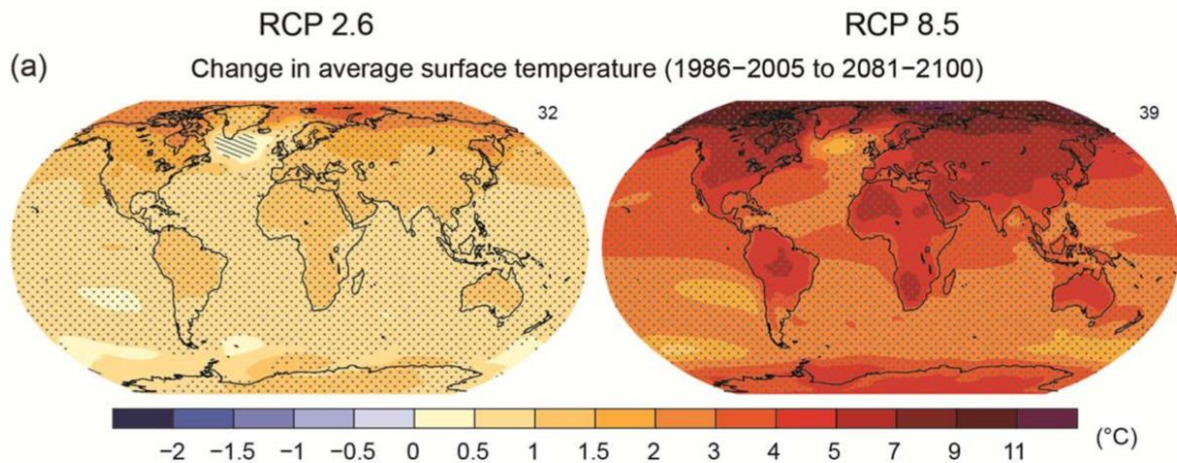 RCP 2.6 RCP 8.5
(a) Change in average surface temperature (1986−2005 to 2081−2100)
32 39
−2 −1.5 −1 −0.5 0 0.5 1 1.5 2 3 4 5 7 9 11 (°C)